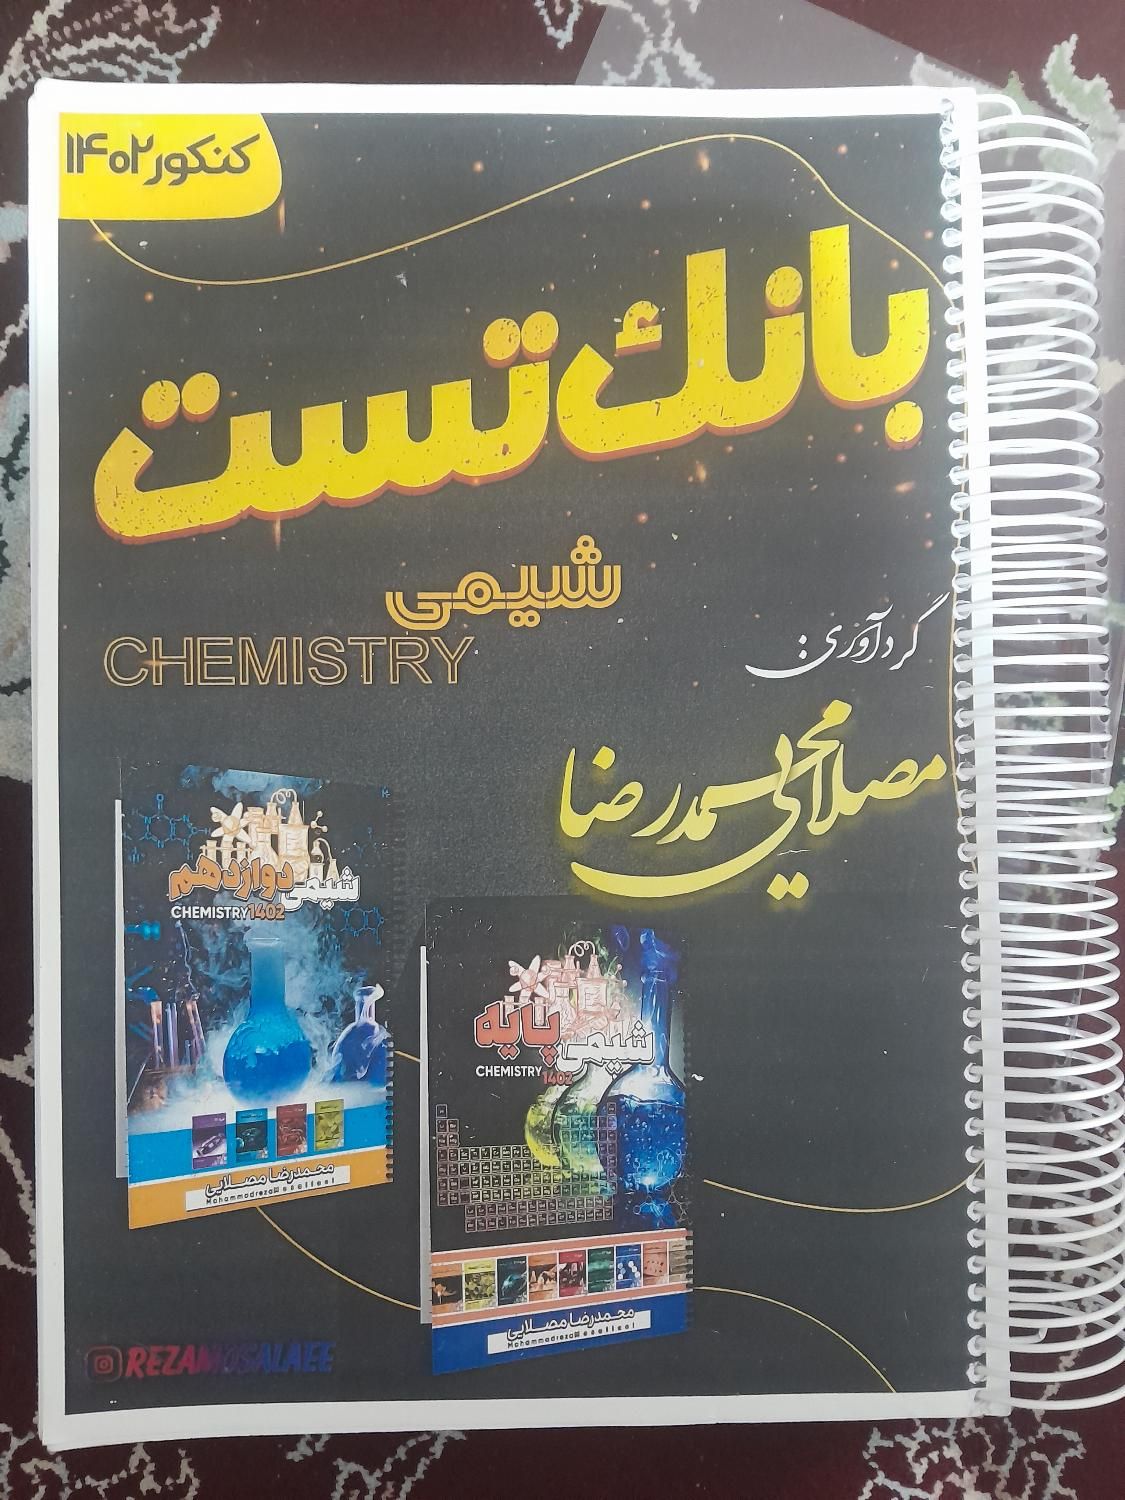 کنکور ۱۴۰۲
بانك تست
شیمی
CHEMISTRY
گردآوری:
محمدرضا مصلایی
شیمی دوازدهم
CHEMISTRY 1402
محمدرضا مصلایی
شیمی پایه
CHEMISTRY 1402
محمدرضا مصلایی
REZAMOSALAEE